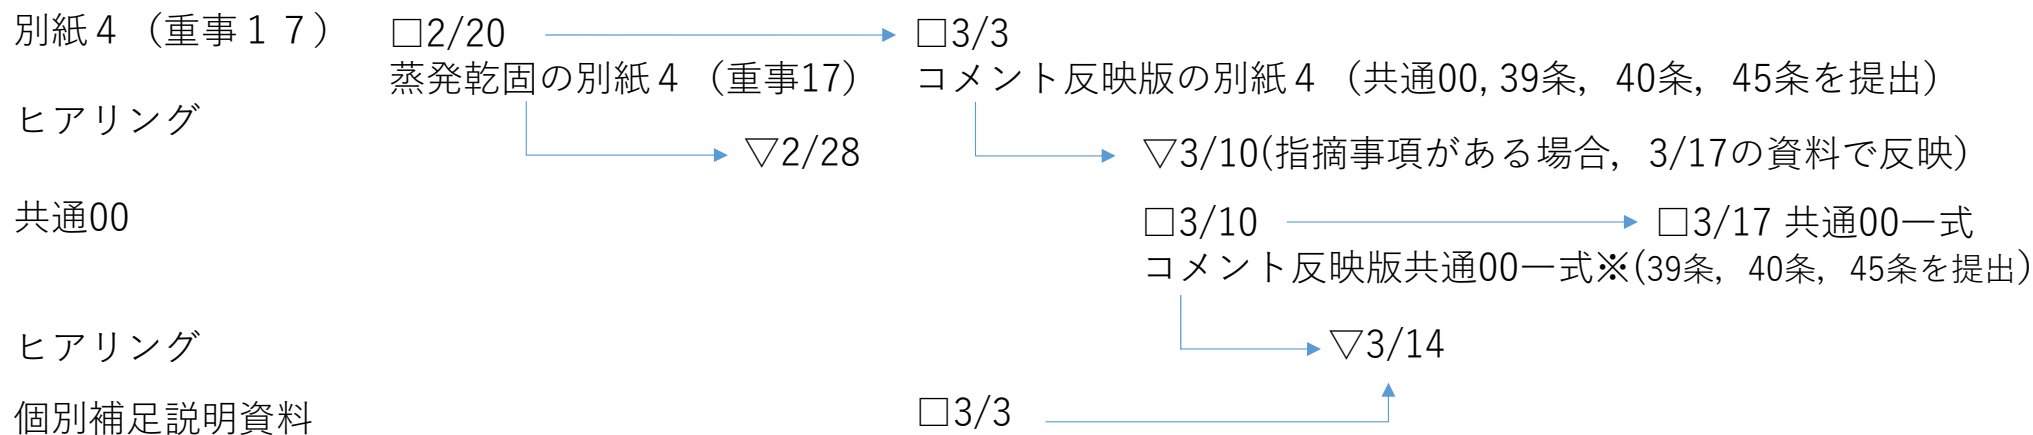 別紙４（重事１７） □2/20 □3/3
蒸発乾固の別紙４（重事17） コメント反映版の別紙４（共通00, 39条，40条，45条を提出）
ヒアリング
▽2/28 ▽3/10(指摘事項がある場合，3/17の資料で反映）
共通00 □3/10 □3/17 共通00一式
コメント反映版共通00一式※(39条，40条，45条を提出）
ヒアリング ▽3/14
個別補足説明資料 □3/3